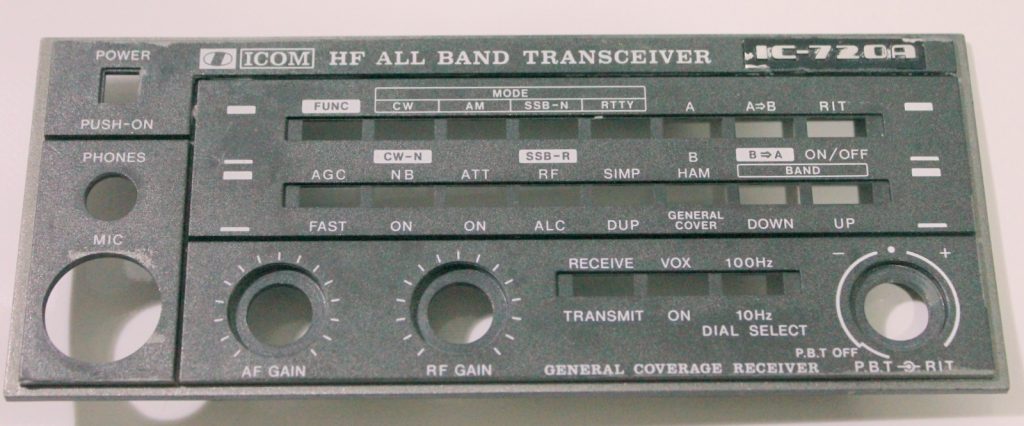 POWER
PUSH-ON
PHONES
MIC
ICOM HF ALL BAND TRANSCEIVER IC-720A
MODE
FUNC CW AM SSB-N RTTY A A⇒B RIT
CW-N SSB-R B B⇒A ON/OFF
AGC NB ATT RF SIMP HAM BAND
FAST ON ON ALC DUP GENERAL COVER DOWN UP
RECEIVE VOX 100Hz
TRANSMIT ON 10Hz
DIAL SELECT
AF GAIN RF GAIN GENERAL COVERAGE RECEIVER
− +
P.B.T OFF
P.B.T RIT